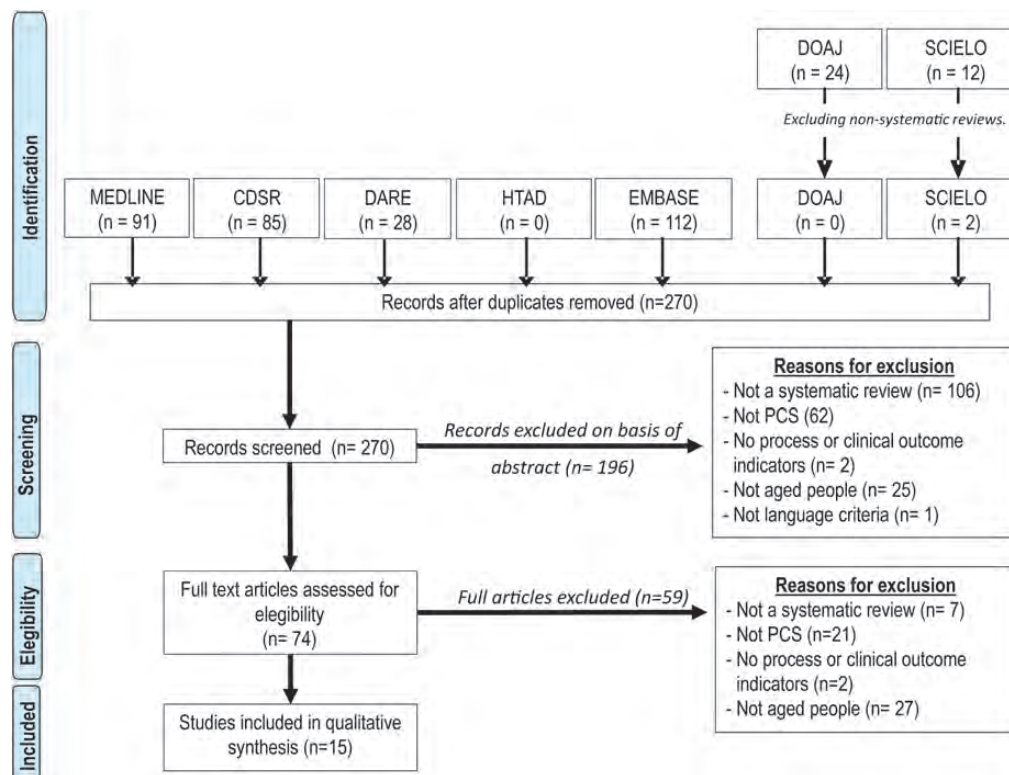 Identification
DOAJ
(n = 24)
SCIELO
(n = 12)
Excluding non-systematic reviews.
MEDLINE
(n = 91)
CDSR
(n = 85)
DARE
(n = 28)
HTAD
(n = 0)
EMBASE
(n = 112)
DOAJ
(n = 0)
SCIELO
(n = 2)
Records after duplicates removed (n=270)
Screening
Records screened (n = 270)
Records excluded on basis of
abstract (n= 196)
Reasons for exclusion
- Not a systematic review (n= 106)
- Not PCS (62)
- No process or clinical outcome
indicators (n= 2)
- Not aged people (n= 25)
- Not language criteria (n= 1)
Elegibility
Full text articles assessed for
elegibility
(n= 74)
Full articles excluded (n=59)
Reasons for exclusion
- Not a systematic review (n= 7)
- Not PCS (n=21)
- No process or clinical outcome
indicators (n=2)
- Not aged people (n= 27)
Included
Studies included in qualitative
synthesis (n=15)